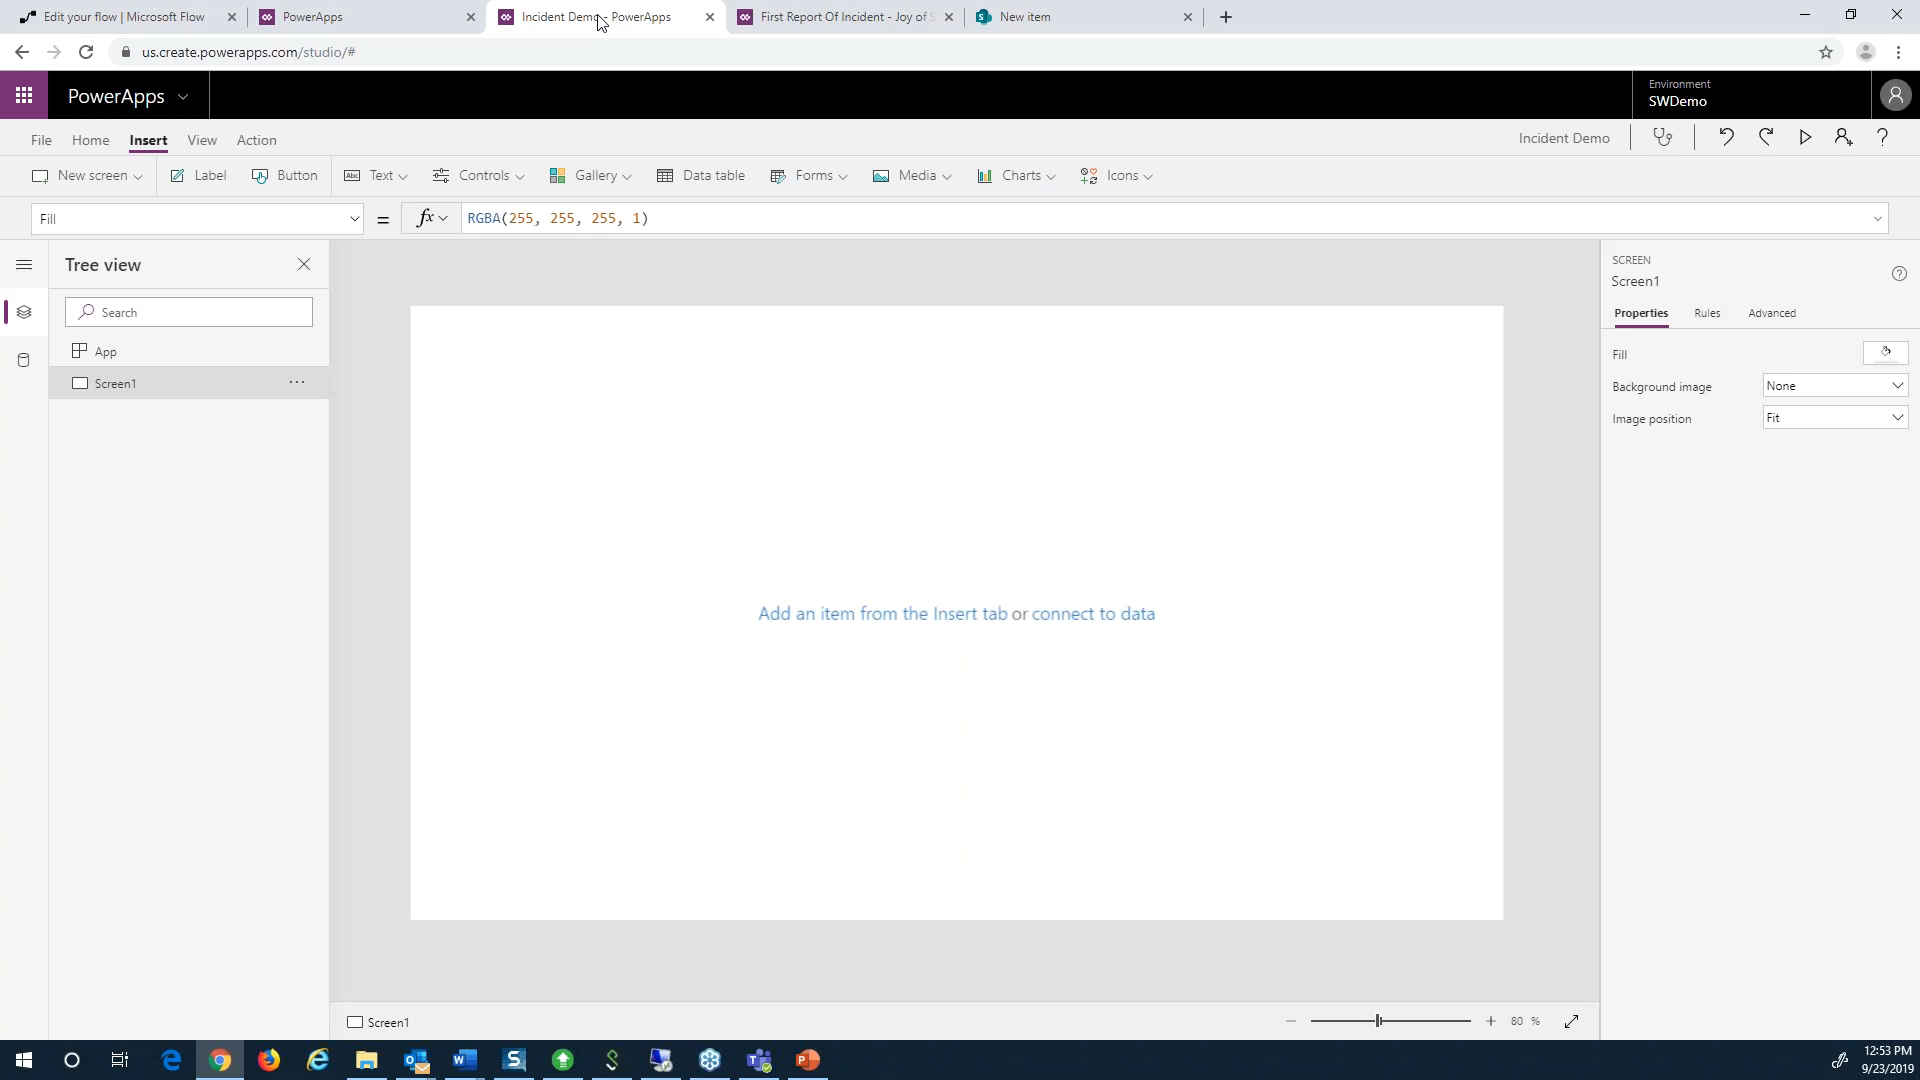 Edit your flow | Microsoft Flow
PowerApps
Incident Demo - PowerApps
First Report Of Incident - Joy of S
New item
us.create.powerapps.com/studio/#
PowerApps
Environment
SWDemo
File Home Insert View Action
Incident Demo
New screen Label Button Text Controls Gallery Data table Forms Media Charts Icons
Fill = fx RGBA(255, 255, 255, 1)
Tree view
Search
App
Screen1
Add an item from the Insert tab or connect to data
SCREEN
Screen1
Properties Rules Advanced
Fill
Background image None
Image position Fit
Screen1
80 %
12:53 PM
9/23/2019